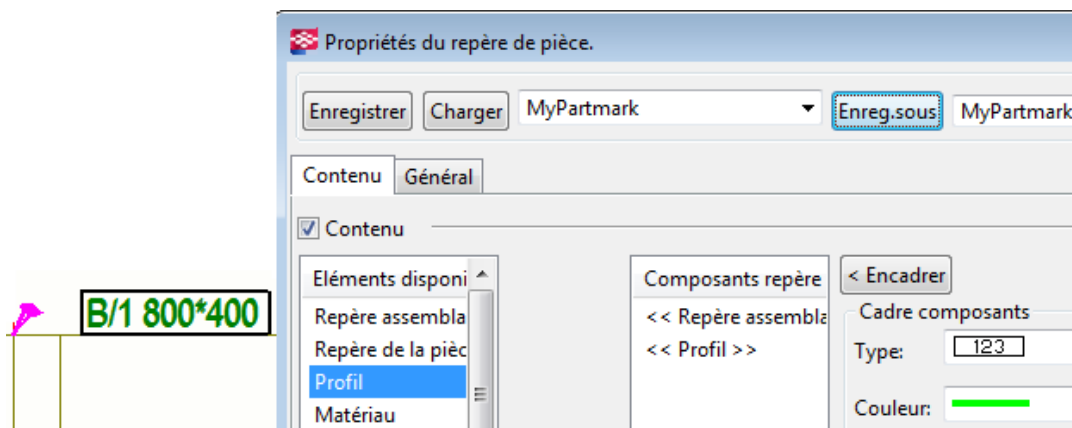 Propriétés du repère de pièce.
Enregistrer Charger MyPartmark Enreg.sous MyPartmark
Contenu Général
Contenu
Eléments disponi Composants repère < Encadrer
Repère assembla << Repère assembla Cadre composants
Repère de la pièc << Profil >> Type: 123
Profil
Matériau Couleur:
B/1 800*400